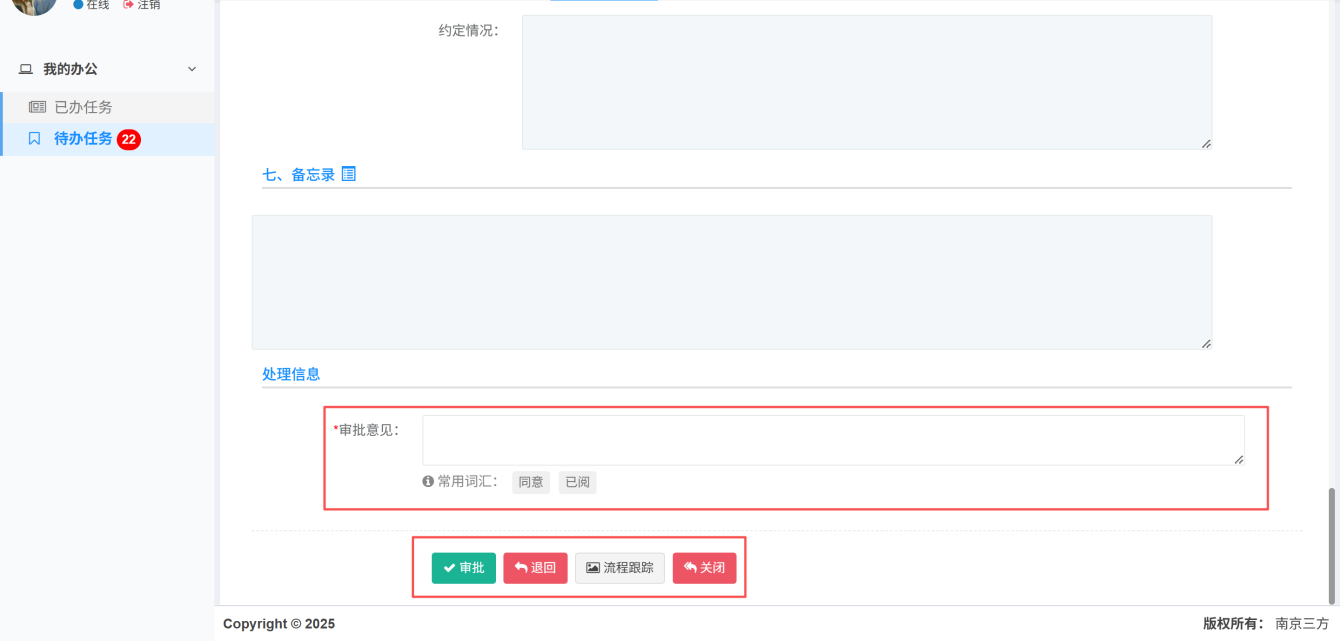 在线 注销
约定情况：
我的办公
已办任务
待办任务 22
七、备忘录
处理信息
*审批意见：
常用词汇： 同意 已阅
审批 退回 流程跟踪 关闭
Copyright © 2025
版权所有： 南京三方